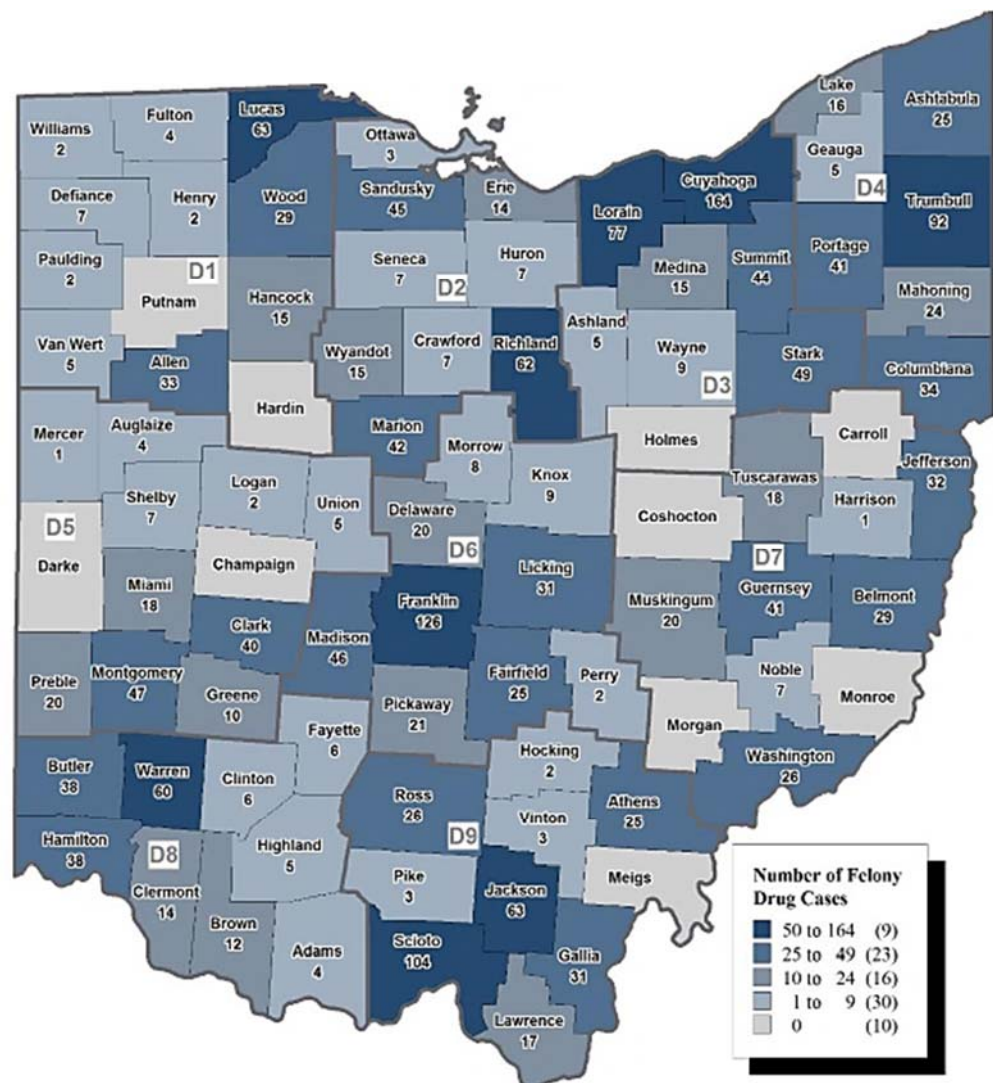 Lake
16
Ashtabula
25
Williams
2
Fulton
4
Lucas
63
Ottawa
3
Geauga
5
D4
Defiance
7
Henry
2
Wood
29
Sandusky
45
Erie
14
Lorain
77
Cuyahoga
164
Trumbull
92
Paulding
2
D1
Putnam
Hancock
15
Seneca
7
D2
Huron
7
Medina
15
Summit
44
Portage
41
Mahoning
24
Van Wert
5
Allen
33
Hardin
Wyandot
15
Crawford
7
Richland
62
Ashland
5
Wayne
9
D3
Stark
49
Columbiana
34
Mercer
1
Auglaize
4
Marion
42
Morrow
8
Knox
9
Holmes
Carroll
Jefferson
32
Shelby
7
Logan
2
Union
5
Delaware
20
D6
Coshocton
Tuscarawas
18
Harrison
1
D5
Darke
Miami
18
Champaign
Franklin
126
Licking
31
Muskingum
20
D7
Guernsey
41
Belmont
29
Clark
40
Madison
46
Preble
20
Montgomery
47
Greene
10
Pickaway
21
Fairfield
25
Perry
2
Morgan
Noble
7
Monroe
Fayette
6
Hocking
2
Washington
26
Butler
38
Warren
60
Clinton
6
Ross
26
D9
Vinton
3
Athens
25
Hamilton
38
D8
Clermont
14
Highland
5
Pike
3
Jackson
63
Meigs
Brown
12
Adams
4
Scioto
104
Gallia
31
Lawrence
17
Number of Felony
Drug Cases
50 to 164 (9)
25 to 49 (23)
10 to 24 (16)
1 to 9 (30)
0 (10)